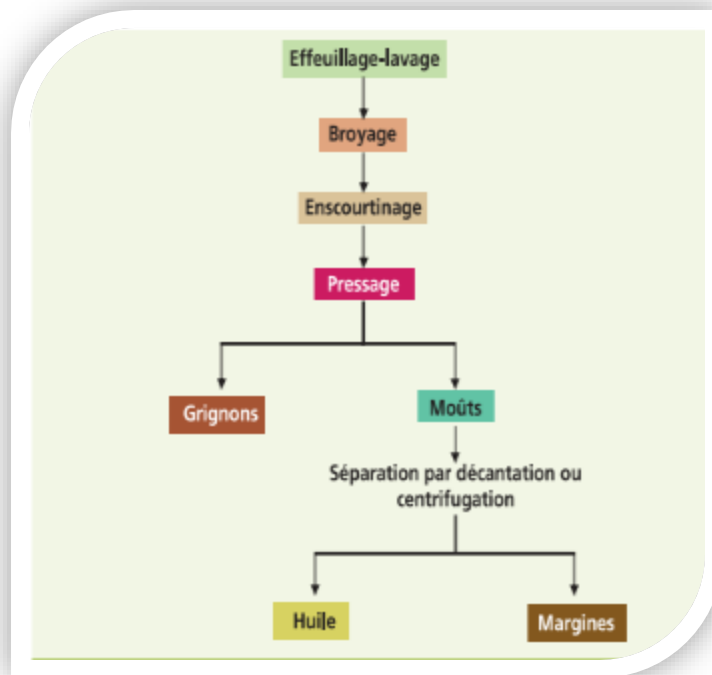 Effeuillage-lavage
Broyage
Enscourtinage
Pressage
Grignons
Moûts
Séparation par décantation ou
centrifugation
Huile
Margines